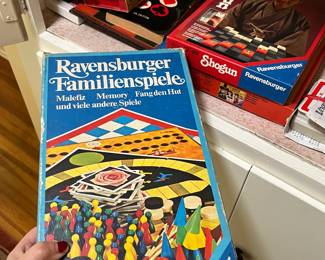 Ravensburger
Familienspiele
Malefiz Memory Fang den Hut
und viele andere Spiele
Shogun
Ravensburger
Ravensburger